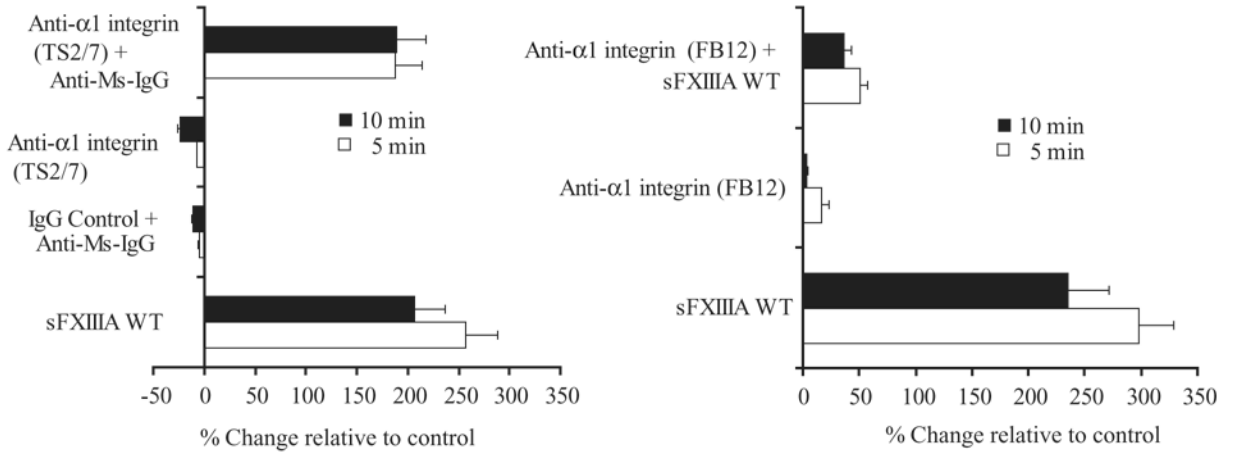 Anti-α1 integrin
(TS2/7) +
Anti-Ms-IgG
Anti-α1 integrin
(TS2/7)
IgG Control +
Anti-Ms-IgG
sFXIIIA WT
10 min
5 min
-50 0 50 100 150 200 250 300 350
% Change relative to control
Anti-α1 integrin (FB12) +
sFXIIIA WT
Anti-α1 integrin (FB12)
sFXIIIA WT
10 min
5 min
0 50 100 150 200 250 300 350
% Change relative to control